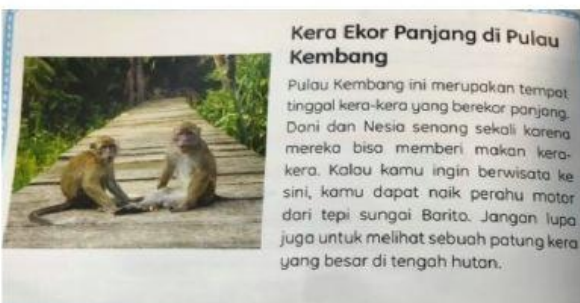 Kera Ekor Panjang di Pulau
Kembang
Pulau Kembang ini merupakan tempat
tinggal kera-kera yang berekor panjang.
Doni dan Nesia senang sekali karena
mereka bisa memberi makan kera-
kera. Kalau kamu ingin berwisata ke
sini, kamu dapat naik perahu motor
dari tepi sungai Barito. Jangan lupa
juga untuk melihat sebuah patung kera
yang besar di tengah hutan.